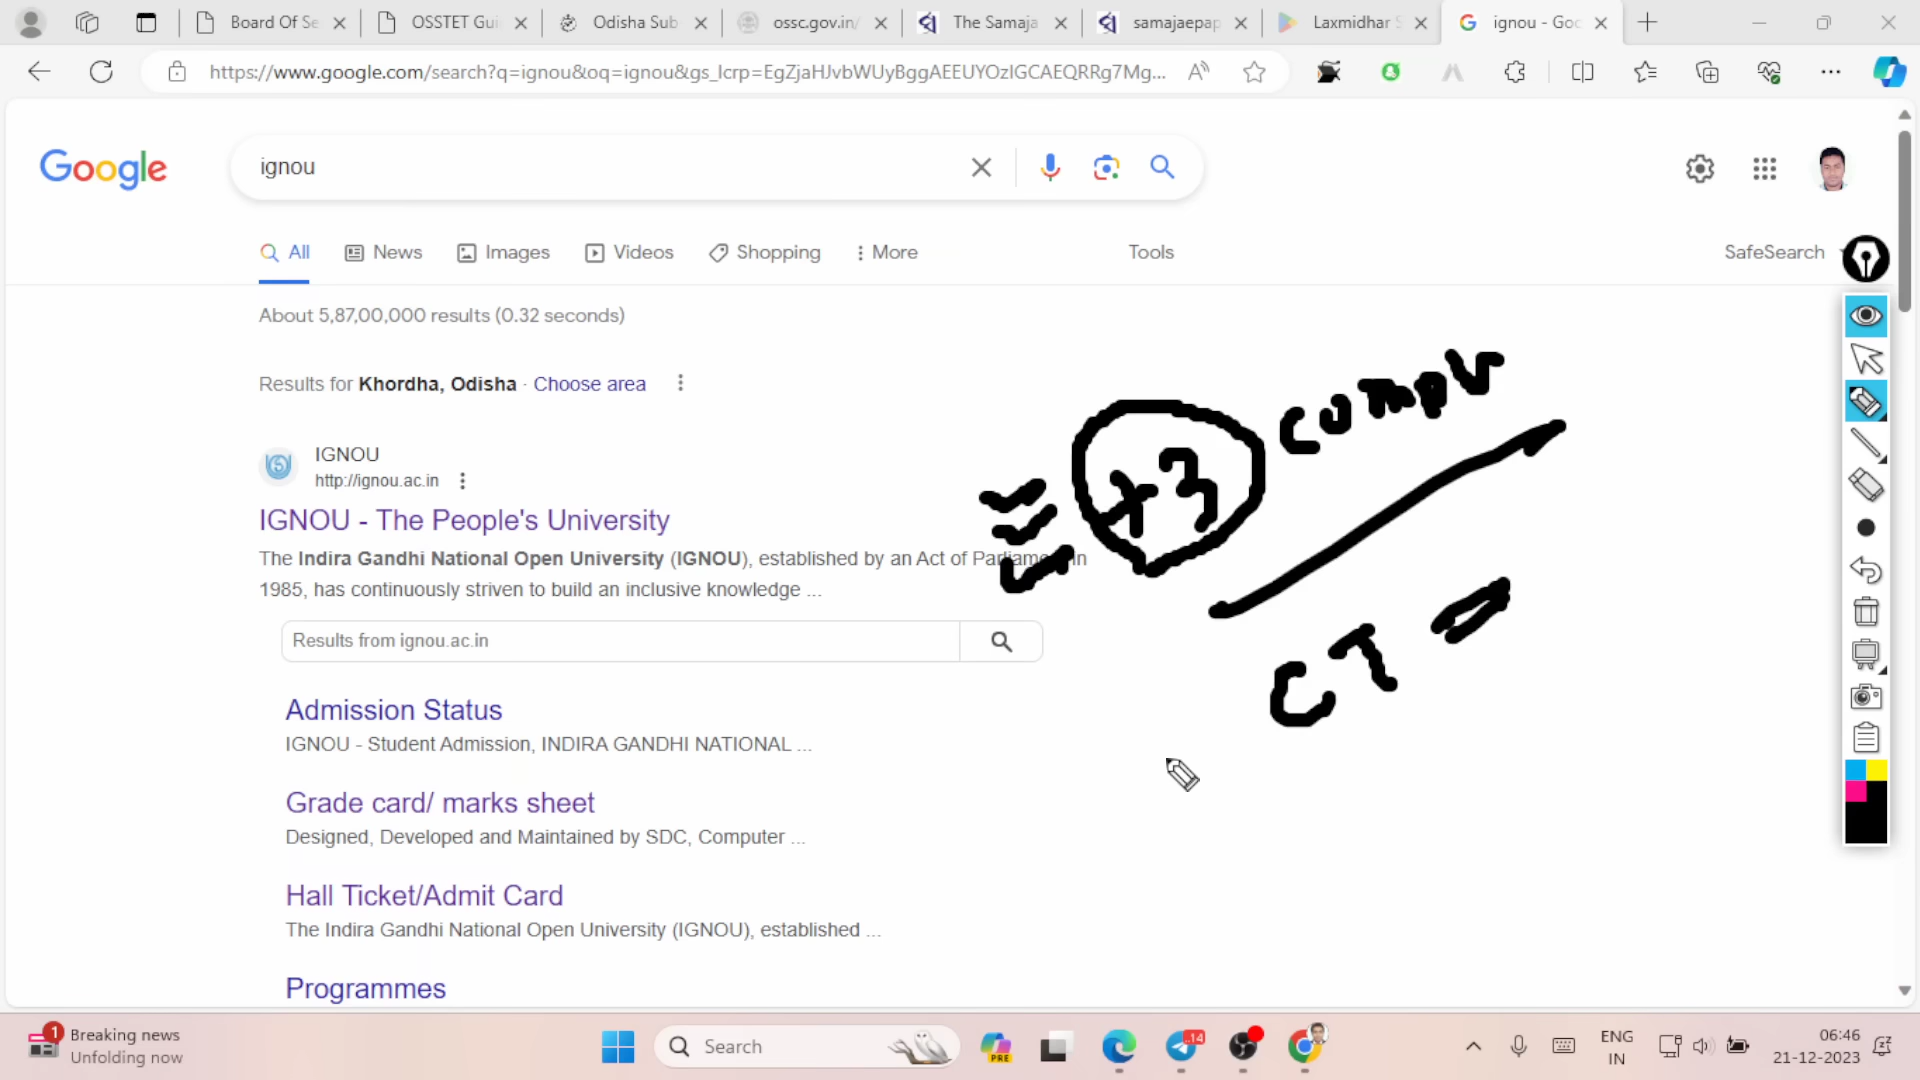 Board Of Se
OSSTET Gui
Odisha Sub
ossc.gov.in/
The Samaja
samajaepap
Laxmidhar S
ignou - Goo
https://www.google.com/search?q=ignou&oq=ignou&gs_lcrp=EgZjaHJvbWUyBggAEEUYOzIGCAEQRRg7Mg...
Google
ignou
All
News
Images
Videos
Shopping
More
Tools
SafeSearch
About 5,87,00,000 results (0.32 seconds)
Results for Khordha, Odisha · Choose area
IGNOU
http://ignou.ac.in
IGNOU - The People's University
The Indira Gandhi National Open University (IGNOU), established by an Act of Parliament in
1985, has continuously striven to build an inclusive knowledge ...
Results from ignou.ac.in
Admission Status
IGNOU - Student Admission, INDIRA GANDHI NATIONAL ...
Grade card/ marks sheet
Designed, Developed and Maintained by SDC, Computer ...
Hall Ticket/Admit Card
The Indira Gandhi National Open University (IGNOU), established ...
Programmes
+3
CT
1
Breaking news
Unfolding now
Search
PRE
14
ENG
IN
06:46
21-12-2023